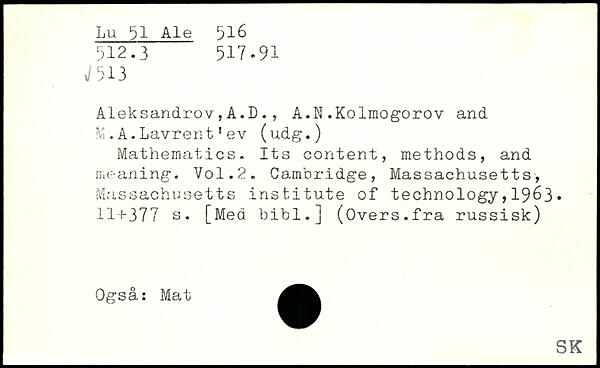 Lu 51 Ale 516
512.3 517.91
√513
Aleksandrov,A.D., A.N.Kolmogorov and
M.A.Lavrent'ev (udg.)
Mathematics. Its content, methods, and
meaning. Vol.2. Cambridge, Massachusetts,
Massachusetts institute of technology,1963.
11+377 s. [Med bibl.] (Overs.fra russisk)
Også: Mat
SK